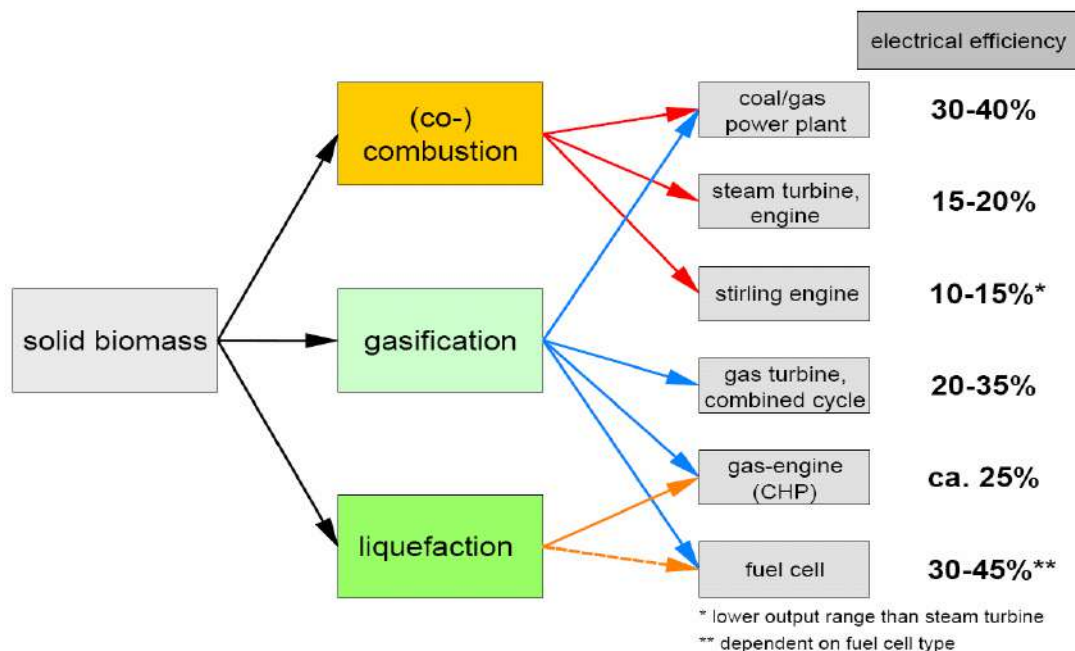 electrical efficiency
(co-)
combustion
coal/gas
power plant
30-40%
steam turbine,
engine
15-20%
stirling engine
10-15%*
solid biomass
gasification
gas turbine,
combined cycle
20-35%
gas-engine
(CHP)
ca. 25%
liquefaction
fuel cell
30-45%**
* lower output range than steam turbine
** dependent on fuel cell type